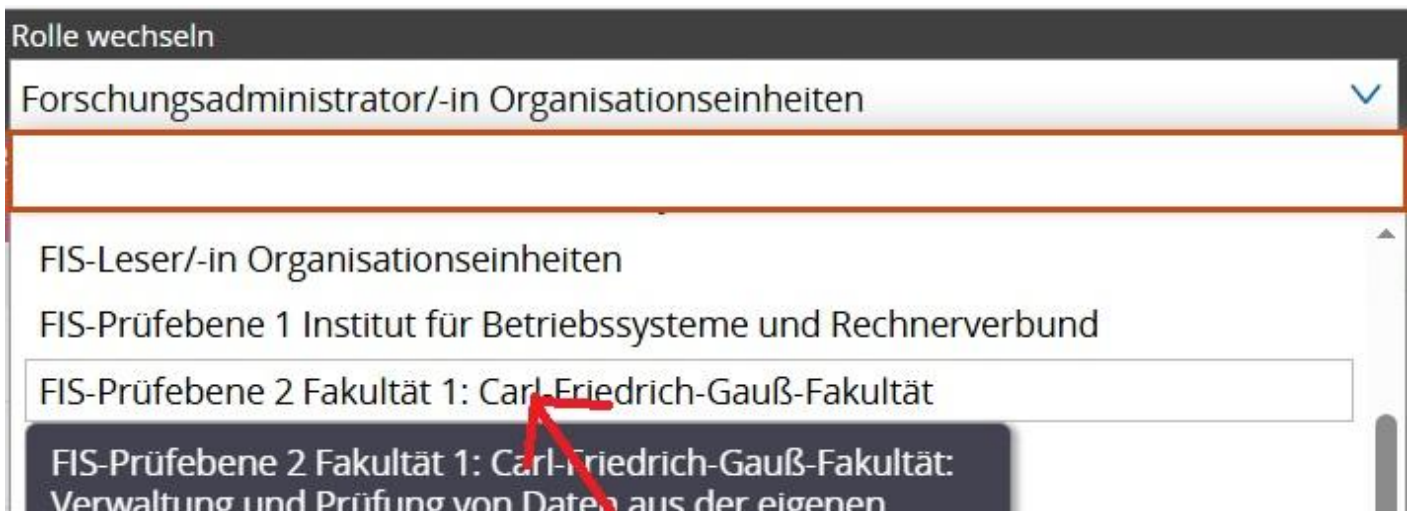 Rolle wechseln
Forschungsadministrator/-in Organisationseinheiten
FIS-Leser/-in Organisationseinheiten
FIS-Prüfebene 1 Institut für Betriebssysteme und Rechnerverbund
FIS-Prüfebene 2 Fakultät 1: Carl-Friedrich-Gauß-Fakultät
FIS-Prüfebene 2 Fakultät 1: Carl-Friedrich-Gauß-Fakultät:
Verwaltung und Prüfung von Daten aus der eigenen